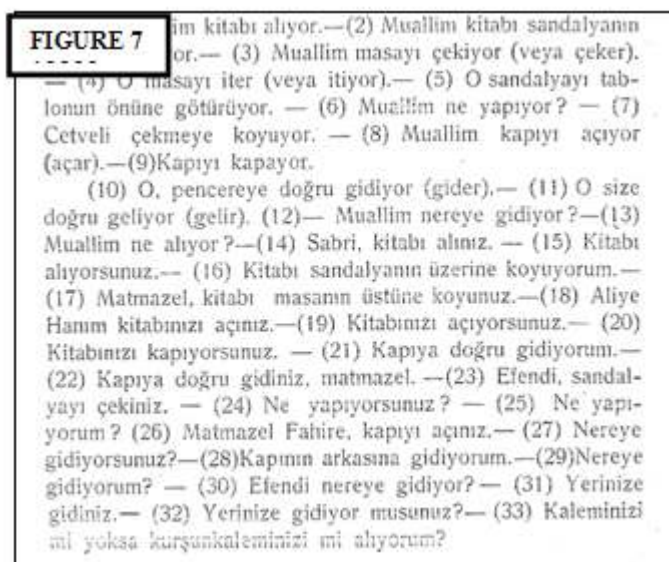 FIGURE 7
im kitabı alıyor.—(2) Muallim kitabı sandalyanın
or.— (3) Muallim masayı çekiyor (veya çeker).
— (4) O masayı iter (veya itiyor).— (5) O sandalyayı tab-
lonun önüne götürüyor. — (6) Muallim ne yapıyor? — (7)
Cetveli çekmeye koyuyor. — (8) Muallim kapıyı açıyor
(açar).—(9)Kapıyı kapayor.
(10) O, pencereye doğru gidiyor (gider).— (11) O size
doğru geliyor (gelir). (12)— Muallim nereye gidiyor?—(13)
Muallim ne alıyor?—(14) Sabri, kitabı alınız. — (15) Kitabı
alıyorsunuz.— (16) Kitabı sandalyanın üzerine koyuyorum.—
(17) Matmazel, kitabı masanın üstüne koyunuz.—(18) Aliye
Hanım kitabınızı açınız.—(19) Kitabınızı açıyorsunuz.— (20)
Kitabınızı kapıyorsunuz. — (21) Kapıya doğru gidiyorum.—
(22) Kapıya doğru gidiniz, matmazel. —(23) Efendi, sandal-
yayı çekiniz. — (24) Ne yapıyorsunuz? — (25) Ne yapı-
yorum? (26) Matmazel Fahire, kapıyı açınız.— (27) Nereye
gidiyorsunuz?—(28)Kapının arkasına gidiyorum.—(29)Nereye
gidiyorum? — (30) Efendi nereye gidiyor?— (31) Yerinize
gidiniz.— (32) Yerinize gidiyor musunuz?— (33) Kaleminizi
mi yoksa kurşunkaleminizi mi alıyorum?